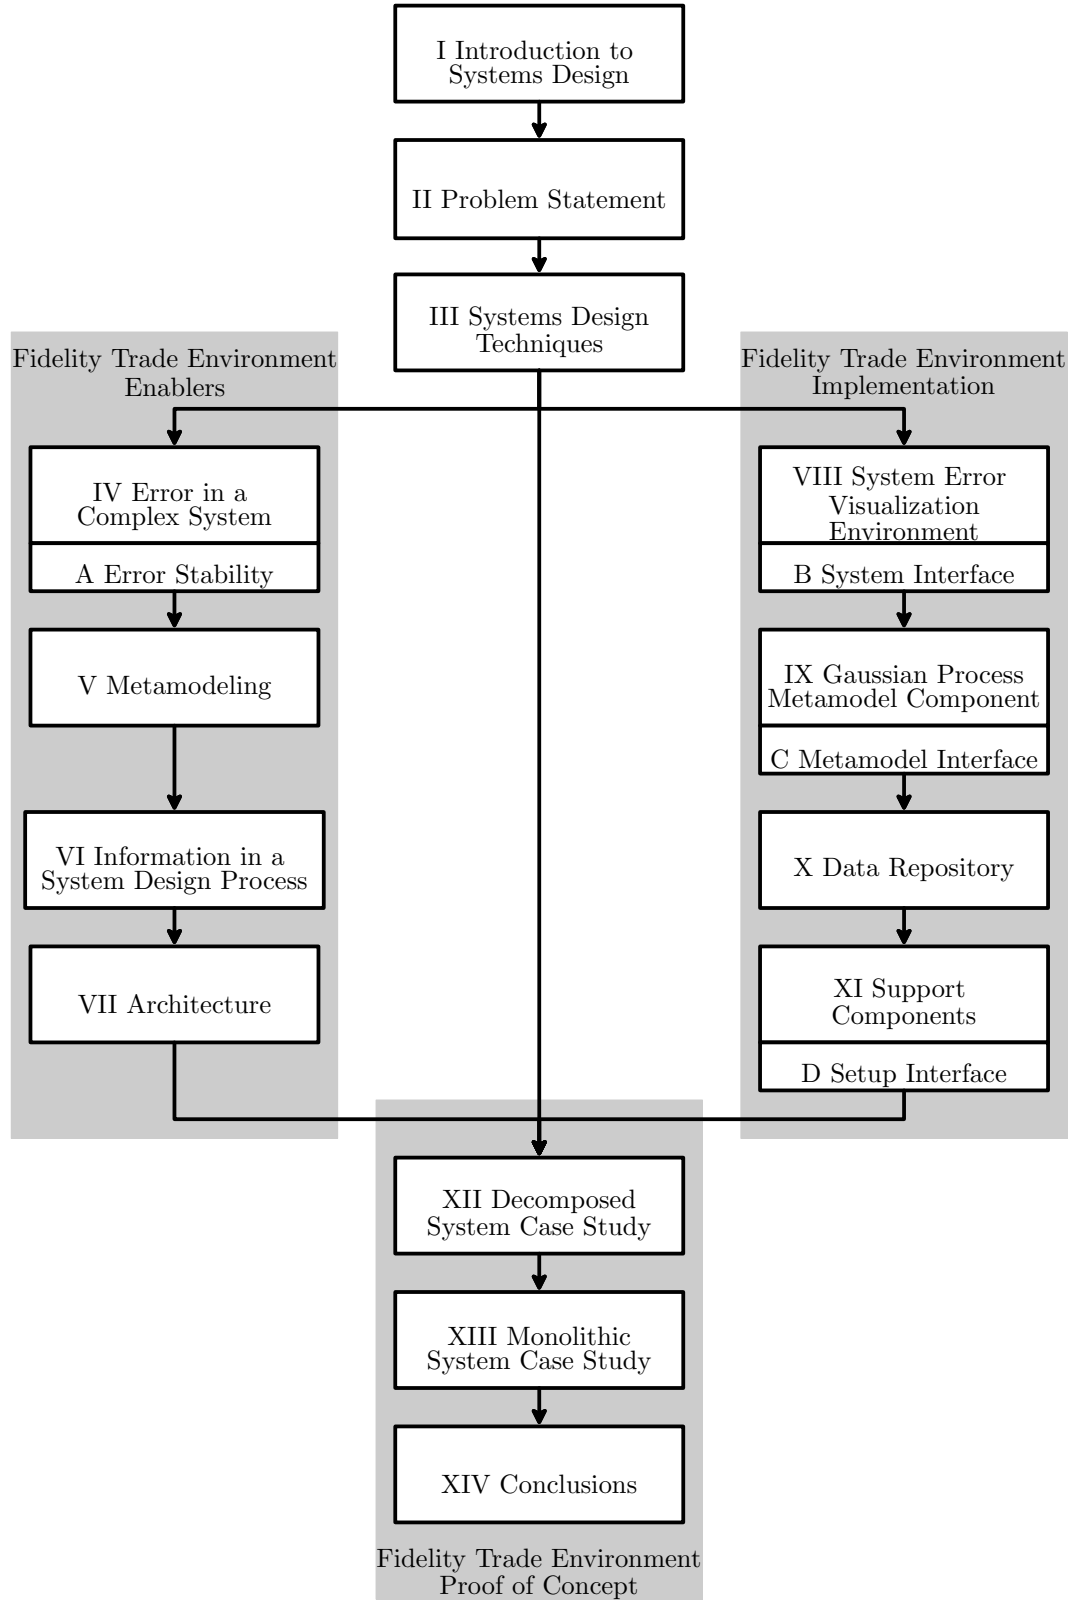 I Introduction to
Systems Design
II Problem Statement
III Systems Design
Techniques
Fidelity Trade Environment
Enablers
IV Error in a
Complex System
A Error Stability
V Metamodeling
VI Information in a
System Design Process
VII Architecture
Fidelity Trade Environment
Implementation
VIII System Error
Visualization
Environment
B System Interface
IX Gaussian Process
Metamodel Component
C Metamodel Interface
X Data Repository
XI Support
Components
D Setup Interface
XII Decomposed
System Case Study
XIII Monolithic
System Case Study
XIV Conclusions
Fidelity Trade Environment
Proof of Concept